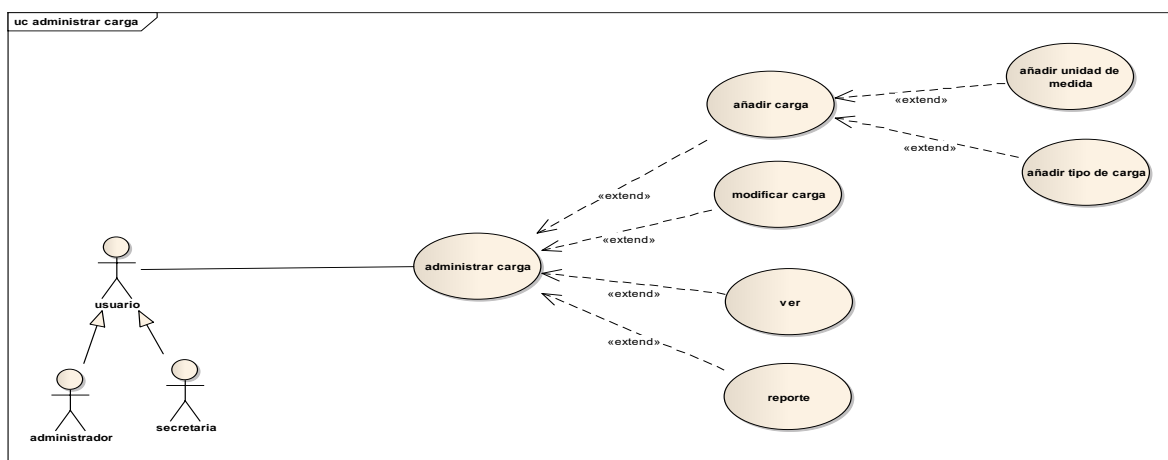 uc administrar carga
añadir unidad de
medida
añadir carga
«extend»
«extend»
añadir tipo de carga
«extend»
modificar carga
«extend»
administrar carga
usuario
«extend»
ver
«extend»
reporte
administrador
secretaria